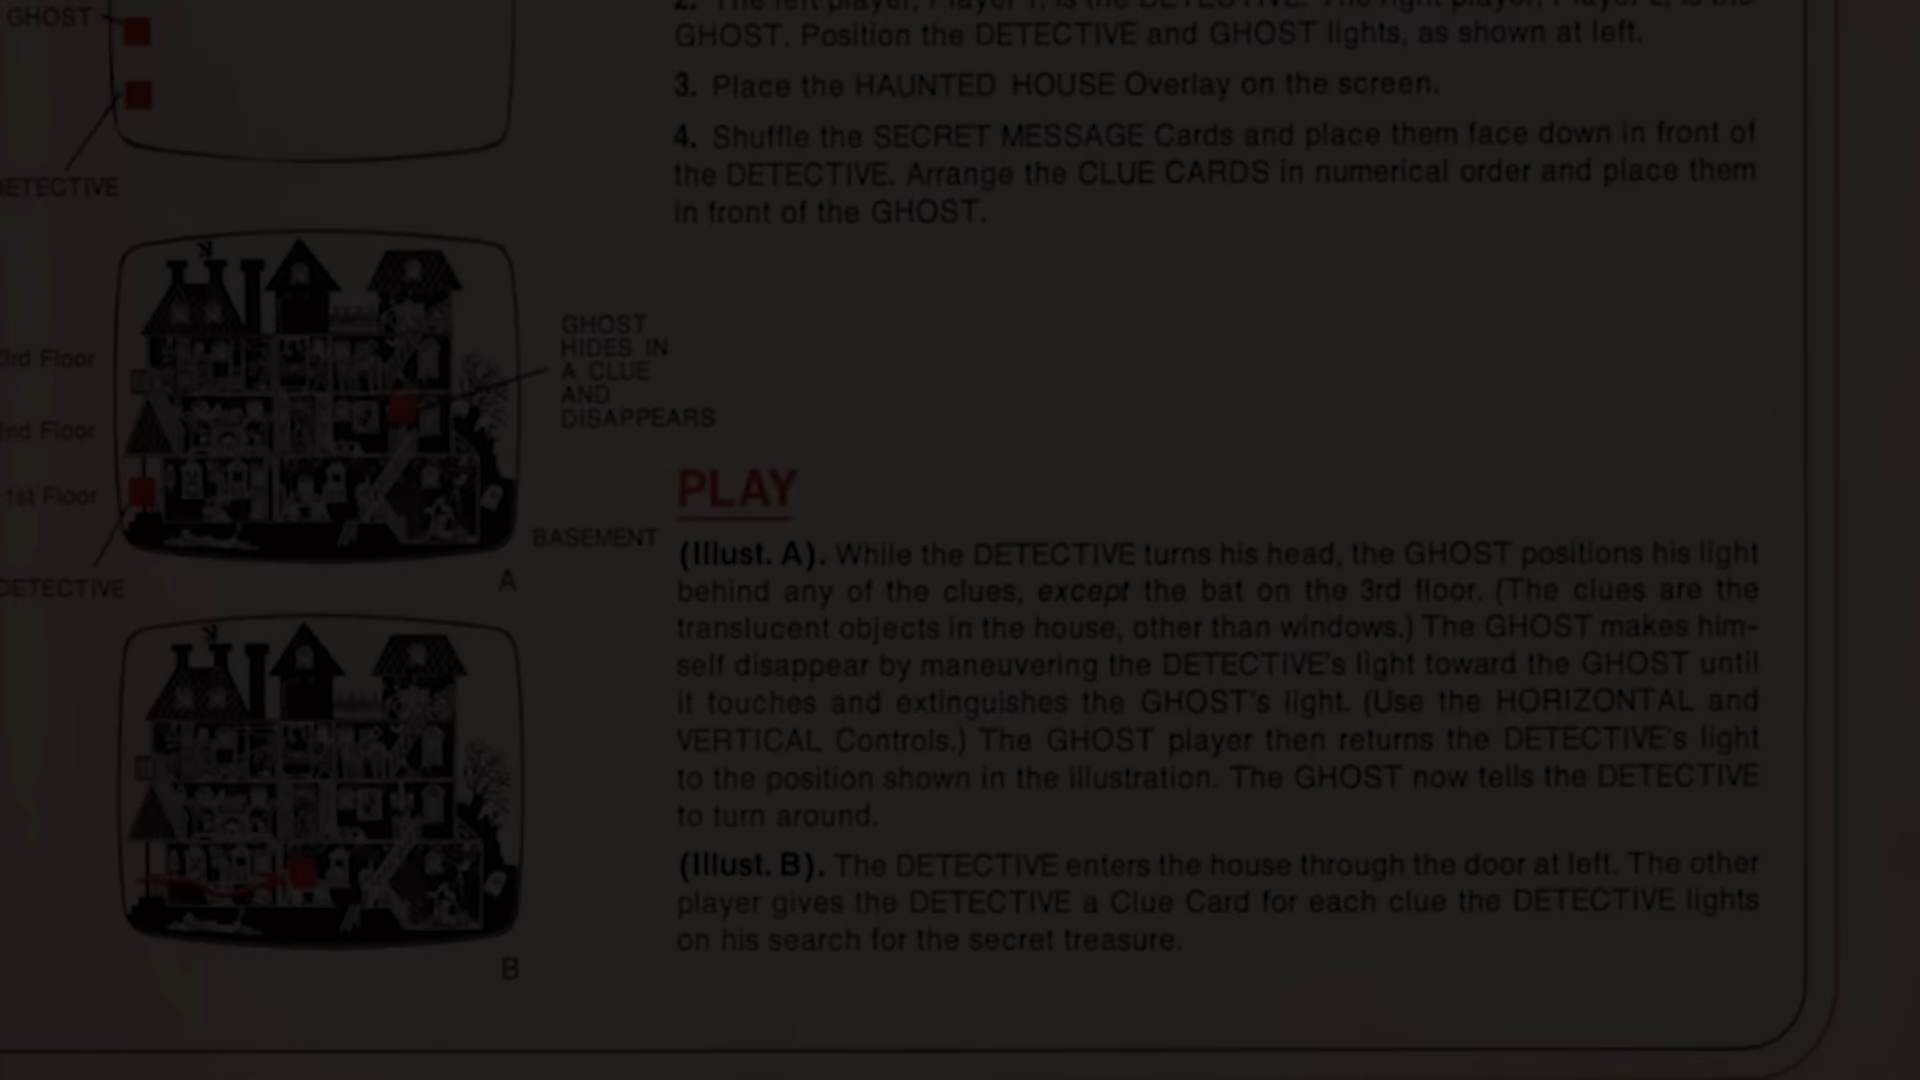 GHOST
DETECTIVE
GHOST. Position the DETECTIVE and GHOST lights, as shown at left.
3. Place the HAUNTED HOUSE Overlay on the screen.
4. Shuffle the SECRET MESSAGE Cards and place them face down in front of
the DETECTIVE. Arrange the CLUE CARDS in numerical order and place them
in front of the GHOST.
3rd Floor
2nd Floor
1st Floor
GHOST
HIDES IN
A CLUE
AND
DISAPPEARS
BASEMENT
DETECTIVE
A
B
PLAY
(Illust. A). While the DETECTIVE turns his head, the GHOST positions his light
behind any of the clues, except the bat on the 3rd floor. (The clues are the
translucent objects in the house, other than windows.) The GHOST makes him-
self disappear by maneuvering the DETECTIVE's light toward the GHOST until
it touches and extinguishes the GHOST's light. (Use the HORIZONTAL and
VERTICAL Controls.) The GHOST player then returns the DETECTIVE's light
to the position shown in the illustration. The GHOST now tells the DETECTIVE
to turn around.
(Illust. B). The DETECTIVE enters the house through the door at left. The other
player gives the DETECTIVE a Clue Card for each clue the DETECTIVE lights
on his search for the secret treasure.